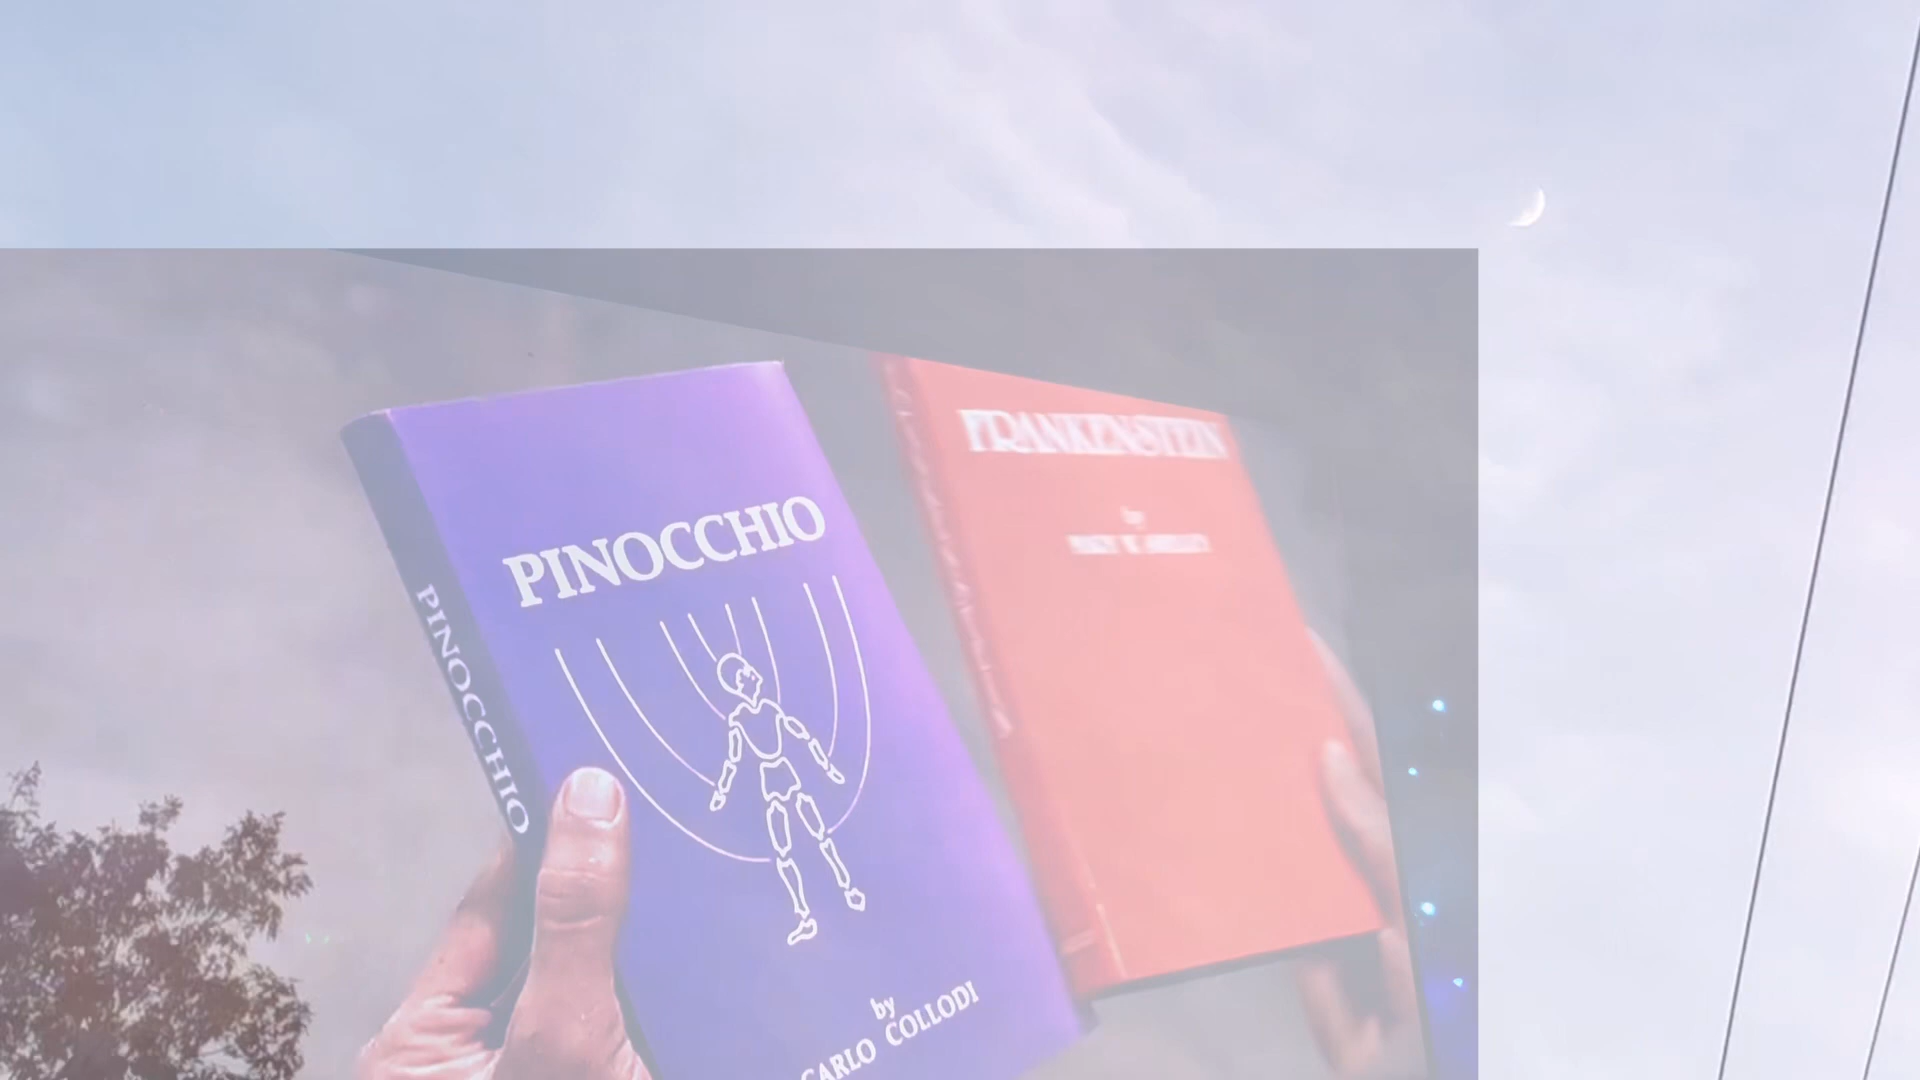 PINOCCHIO
PINOCCHIO
by
CARLO COLLODI
FRANKENSTEIN
by